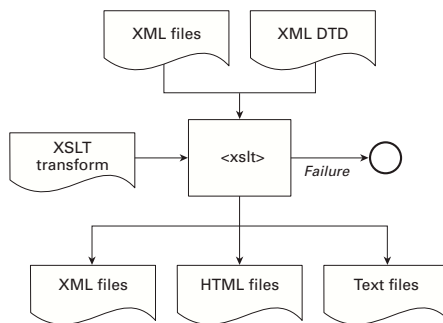 XML files
XML DTD
XSLT
transform
<xslt>
Failure
XML files
HTML files
Text files